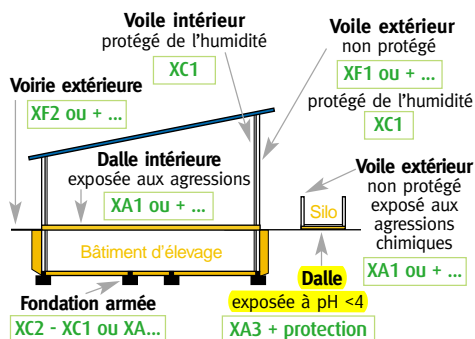 Voile intérieur
protégé de l'humidité
XC1
Voile extérieur
non protégé
XF1 ou + ...
protégé de l'humidité
XC1
Voirie extérieure
XF2 ou + ...
Dalle intérieure
exposée aux agressions
XA1 ou + ...
Voile extérieur
non protégé
exposé aux
agressions
chimiques
XA1 ou + ...
Silo
Bâtiment d'élevage
Dalle
exposée à pH <4
XA3 + protection
Fondation armée
XC2 - XC1 ou XA...